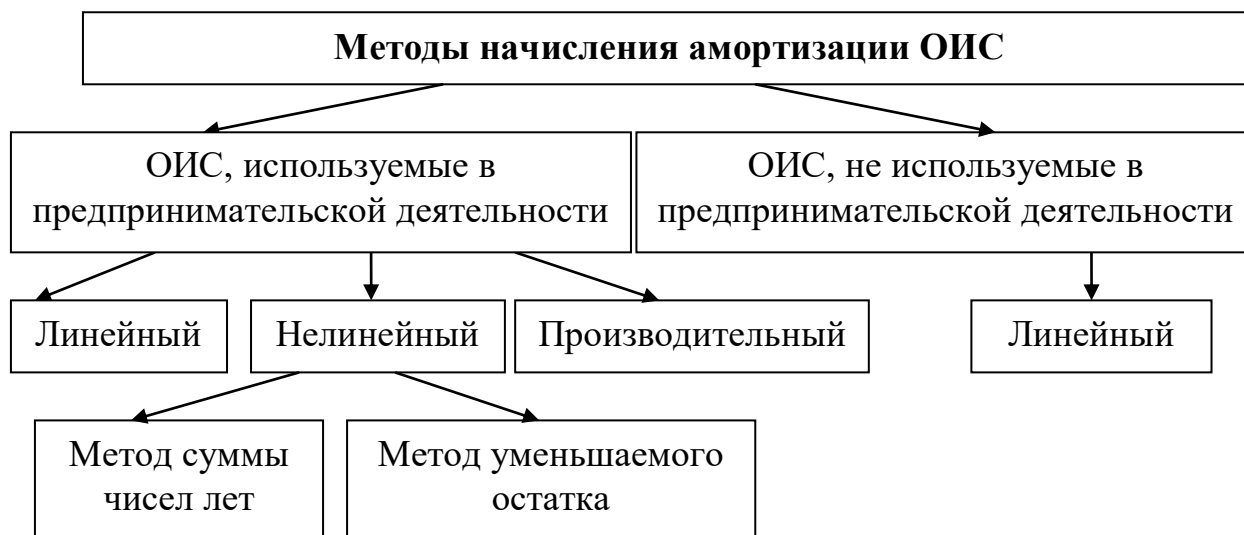 Методы начисления амортизации ОИС
ОИС, используемые в
предпринимательской деятельности
ОИС, не используемые в
предпринимательской деятельности
Линейный
Нелинейный
Производительный
Линейный
Метод суммы
чисел лет
Метод уменьшаемого
остатка